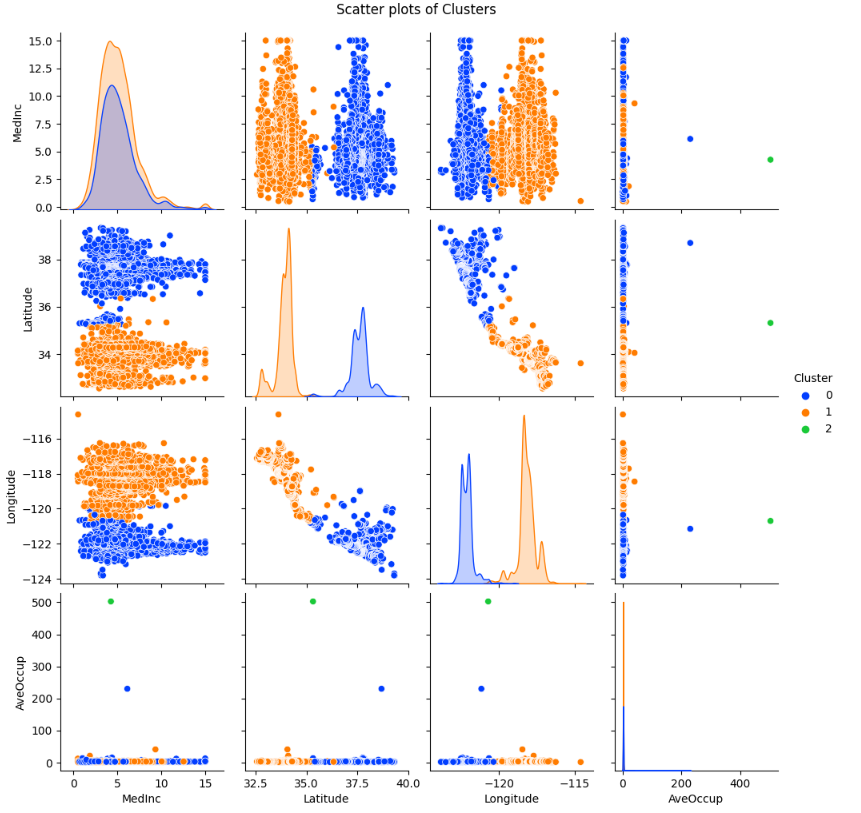 Scatter plots of Clusters
MedInc
15.0
12.5
10.0
7.5
5.0
2.5
0.0
Latitude
38
36
34
Longitude
−116
−118
−120
−122
−124
AveOccup
500
400
300
200
100
0
0 5 10 15
MedInc
32.5 35.0 37.5 40.0
Latitude
−120 −115
Longitude
0 200 400
AveOccup
Cluster
0
1
2